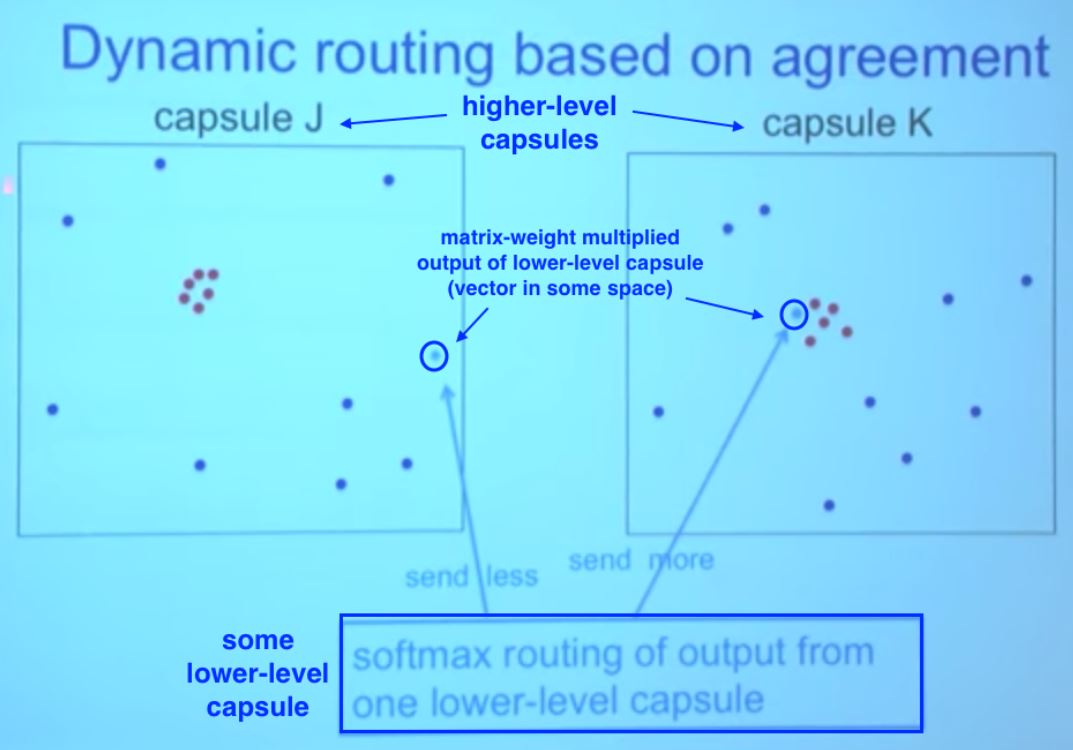 Dynamic routing based on agreement
capsule J
higher-level
capsules
capsule K
matrix-weight multiplied
output of lower-level capsule
(vector in some space)
send less
send more
some
lower-level
capsule
softmax routing of output from
one lower-level capsule